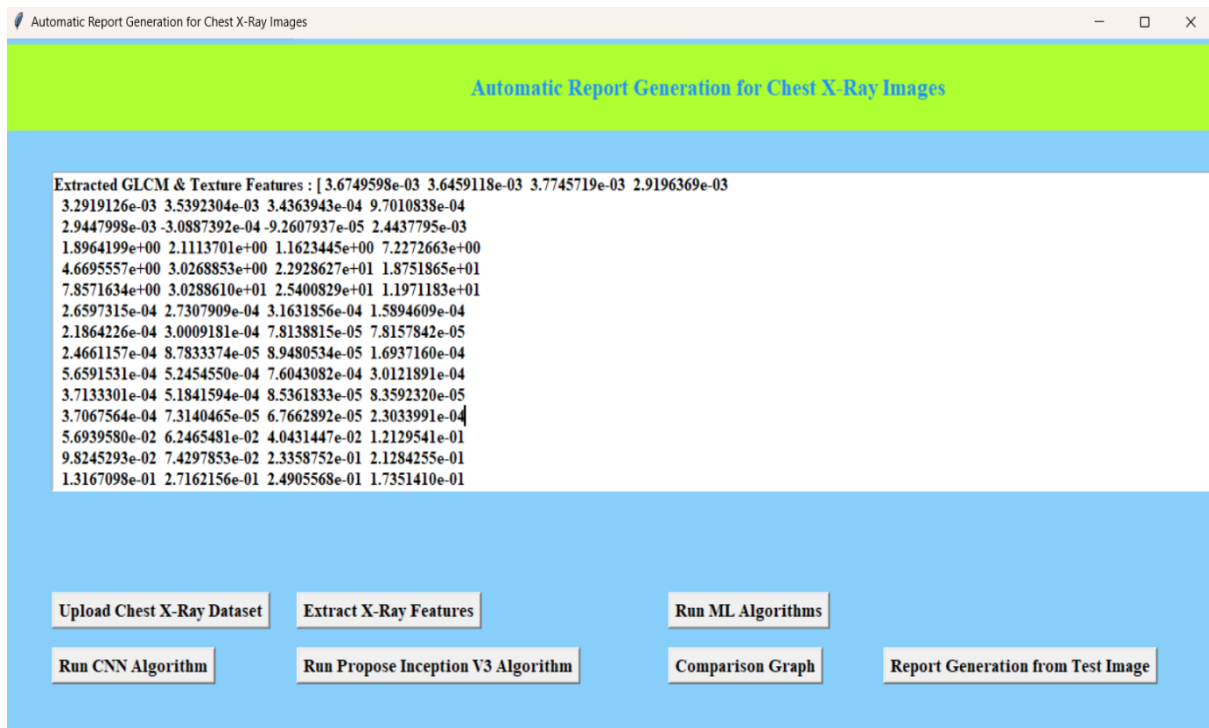 Automatic Report Generation for Chest X-Ray Images
Automatic Report Generation for Chest X-Ray Images
Extracted GLCM & Texture Features : [ 3.6749598e-03 3.6459118e-03 3.7745719e-03 2.9196369e-03
3.2919126e-03 3.5392304e-03 3.4363943e-04 9.7010838e-04
2.9447998e-03 -3.0887392e-04 -9.2607937e-05 2.4437795e-03
1.8964199e+00 2.1113701e+00 1.1623445e+00 7.2272663e+00
4.6695557e+00 3.0268853e+00 2.2928627e+01 1.8751865e+01
7.8571634e+00 3.0288610e+01 2.5400829e+01 1.1971183e+01
2.6597315e-04 2.7307909e-04 3.1631856e-04 1.5894609e-04
2.1864226e-04 3.0009181e-04 7.8138815e-05 7.8157842e-05
2.4661157e-04 8.7833374e-05 8.9480534e-05 1.6937160e-04
5.6591531e-04 5.2454550e-04 7.6043082e-04 3.0121891e-04
3.7133301e-04 5.1841594e-04 8.5361833e-05 8.3592320e-05
3.7067564e-04 7.3140465e-05 6.7662892e-05 2.3033991e-04
5.6939580e-02 6.2465481e-02 4.0431447e-02 1.2129541e-01
9.8245293e-02 7.4297853e-02 2.3358752e-01 2.1284255e-01
1.3167098e-01 2.7162156e-01 2.4905568e-01 1.7351410e-01
Upload Chest X-Ray Dataset
Extract X-Ray Features
Run ML Algorithms
Run CNN Algorithm
Run Propose Inception V3 Algorithm
Comparison Graph
Report Generation from Test Image